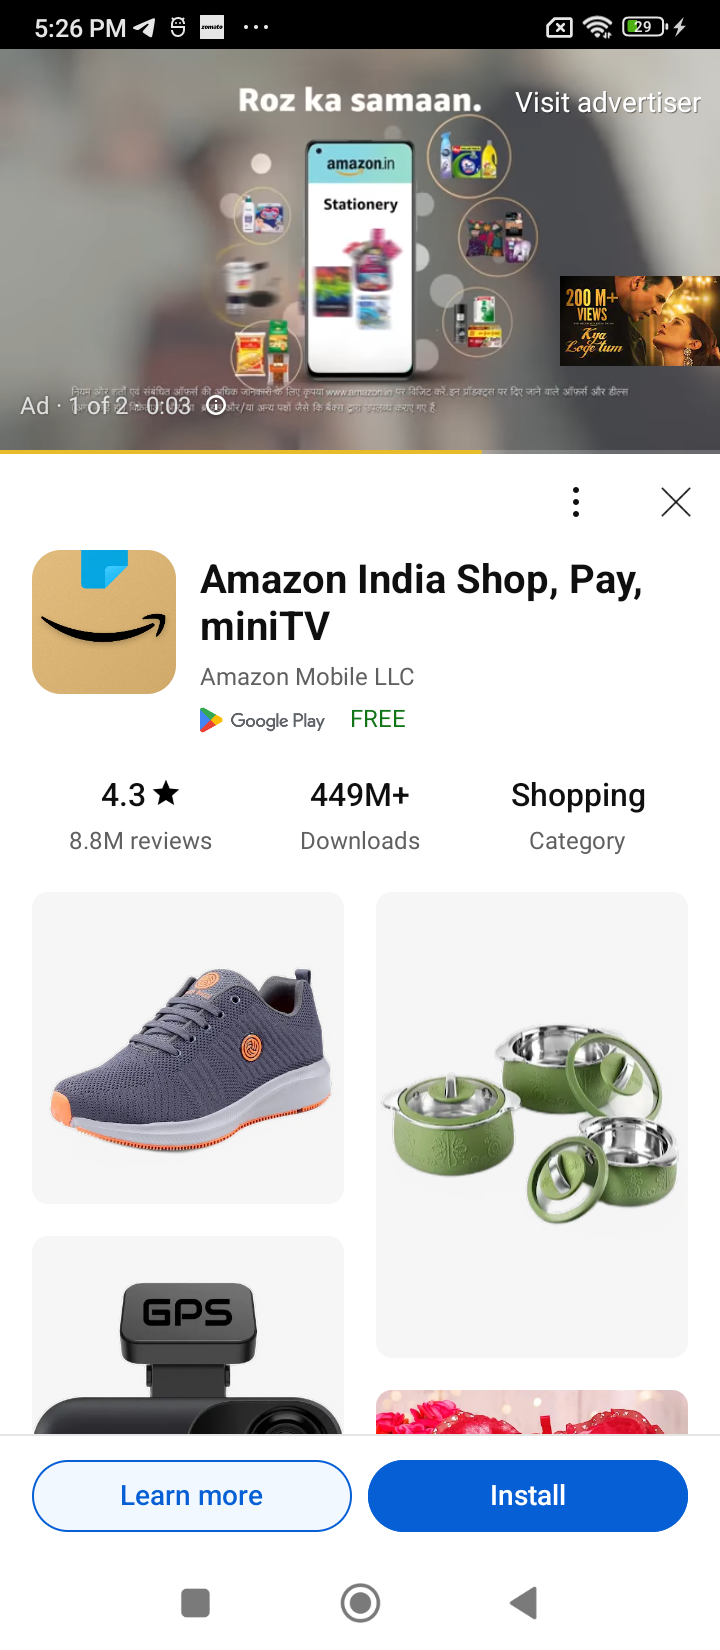 5:26 PM
zomato
29
Roz ka samaan.
Visit advertiser
amazon.in
Stationery
200 M+
VIEWS
Kya
Loge tum
नियम और शर्तों एवं संबंधित ऑफर्स की अधिक जानकारी के लिए कृपया www.amazon.in पर विजिट करें. इन प्रॉडक्ट्स पर दिए जाने वाले ऑफर्स और डील्स
और/या अन्य पक्षों जैसे कि बैंक्स द्वारा उपलब्ध कराए गए हैं.
Ad · 1 of 2 · 0:03
Amazon India Shop, Pay,
miniTV
Amazon Mobile LLC
Google Play FREE
4.3 ★ 449M+ Shopping
8.8M reviews Downloads Category
GPS
Learn more Install